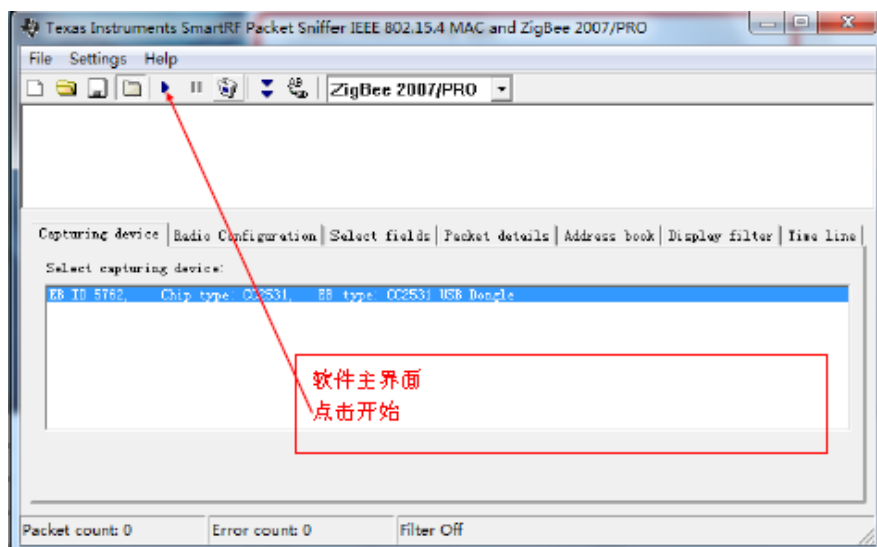 Texas Instruments SmartRF Packet Sniffer IEEE 802.15.4 MAC and ZigBee 2007/PRO
File Settings Help
ZigBee 2007/PRO
Capturing device Radio Configuration Select fields Packet details Address book Display filter Time line
Select capturing device:
EB ID 5762, Chip type: CC2531, EB type: CC2531 USB Dongle
软件主界面
点击开始
Packet count: 0 Error count: 0 Filter Off